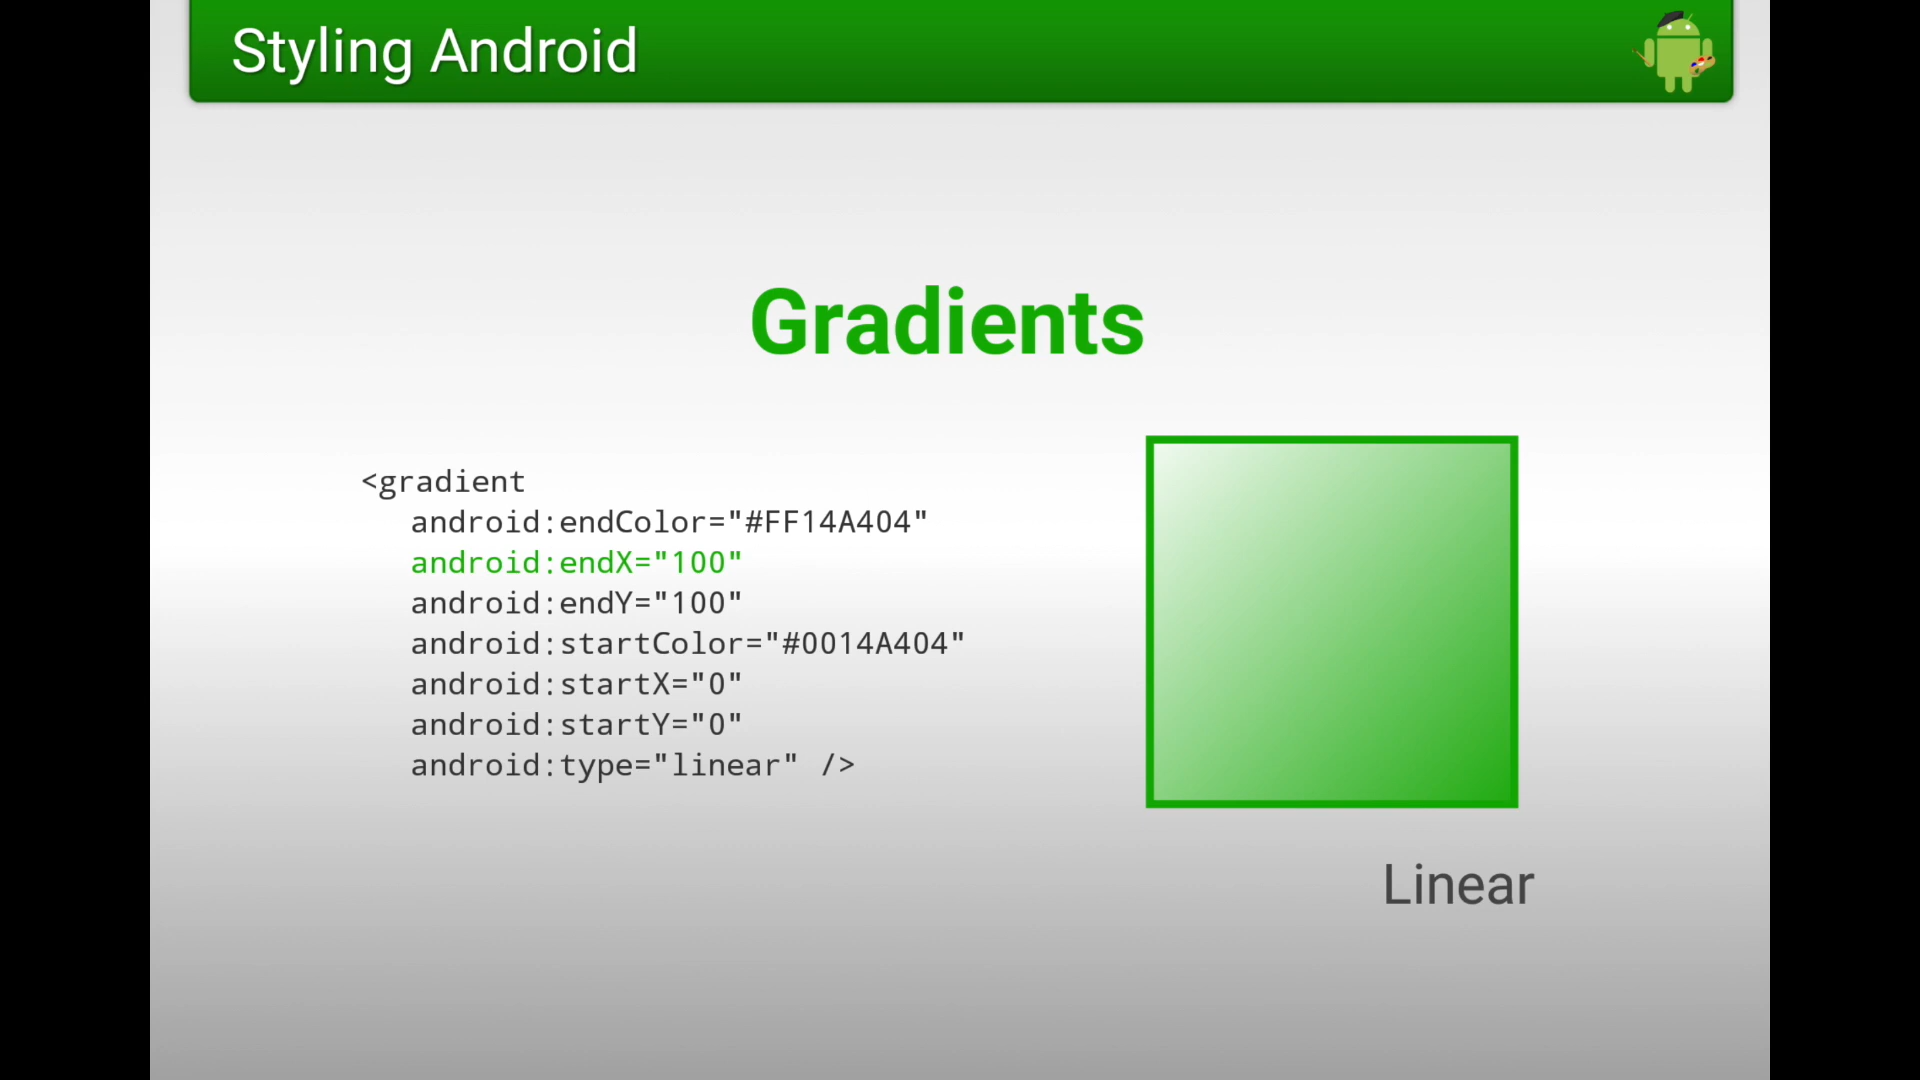 Styling Android
Gradients
<gradient
android:endColor="#FF14A404"
android:endX="100"
android:endY="100"
android:startColor="#0014A404"
android:startX="0"
android:startY="0"
android:type="linear" />
Linear